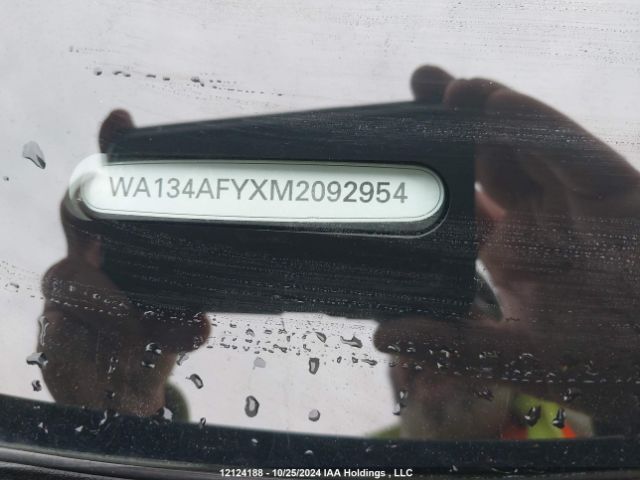 WA134AFYXM2092954
12124188 - 10/25/2024 IAA Holdings , LLC